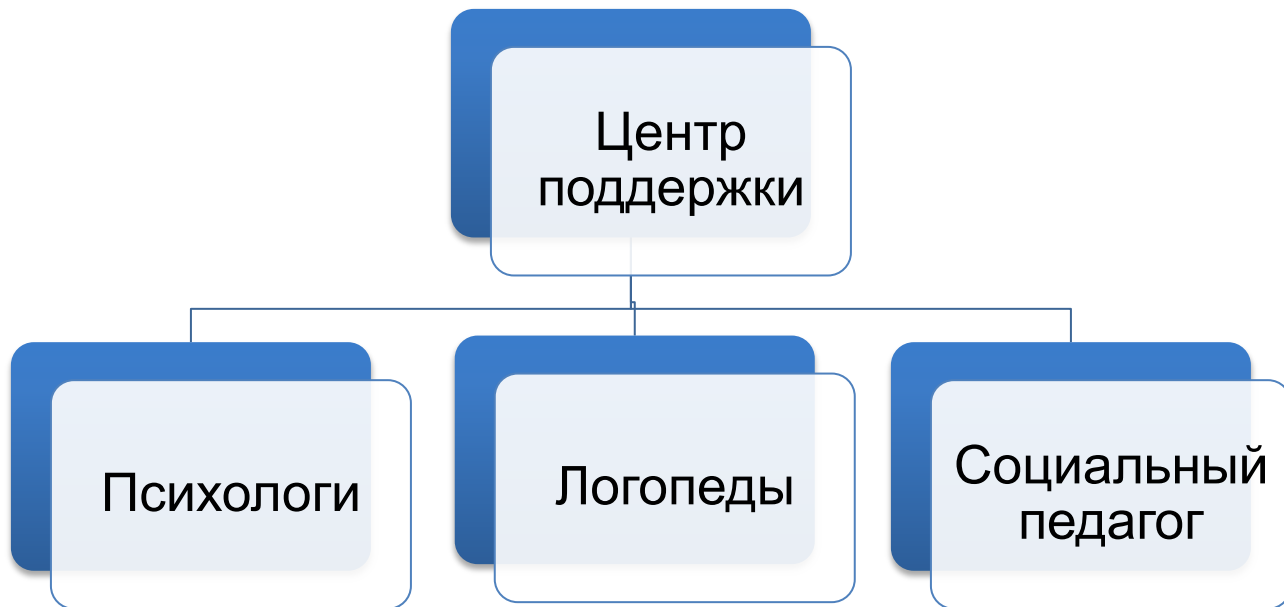 Центр
поддержки
Психологи
Логопеды
Социальный
педагог